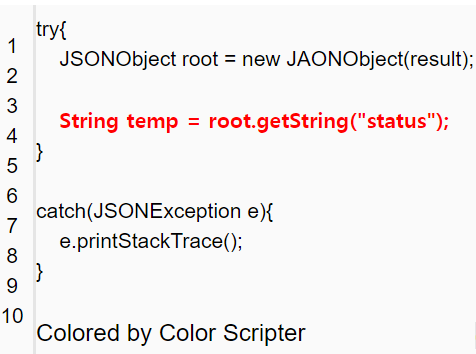 try{
1
JSONObject root = new JAONObject(result);
2
3
String temp = root.getString("status");
4
}
5
6
catch(JSONException e){
7
e.printStackTrace();
8
}
9
10
Colored by Color Scripter